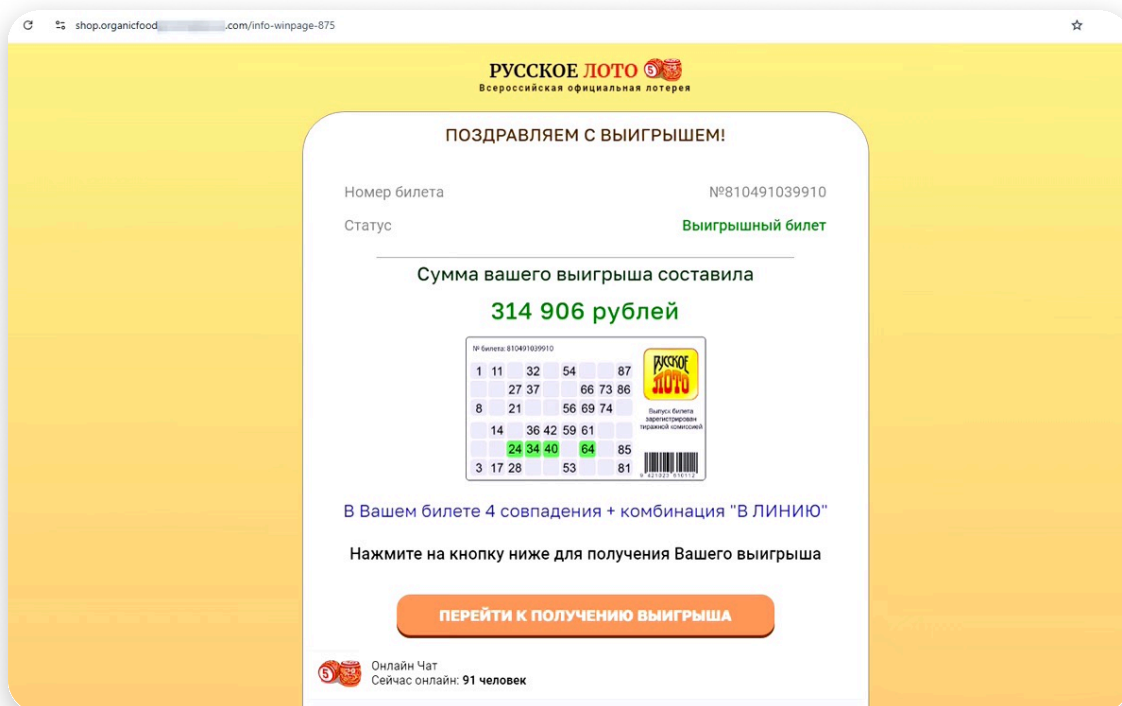 shop.organicfood .com/info-winpage-875
РУССКОЕ ЛОТО 5
Всероссийская официальная лотерея
ПОЗДРАВЛЯЕМ С ВЫИГРЫШЕМ!
Номер билета №810491039910
Статус Выигрышный билет
Сумма вашего выигрыша составила
314 906 рублей
№ билета: 810491039910
1 11 32 54 87
27 37 66 73 86
8 21 56 69 74
14 36 42 59 61
24 34 40 64 85
3 17 28 53 81
РУССКОЕ
ЛОТО
Выпуск билета
зарегистрирован
тиражной комиссией
В Вашем билете 4 совпадения + комбинация "В ЛИНИЮ"
Нажмите на кнопку ниже для получения Вашего выигрыша
ПЕРЕЙТИ К ПОЛУЧЕНИЮ ВЫИГРЫША
5
Онлайн Чат
Сейчас онлайн: 91 человек